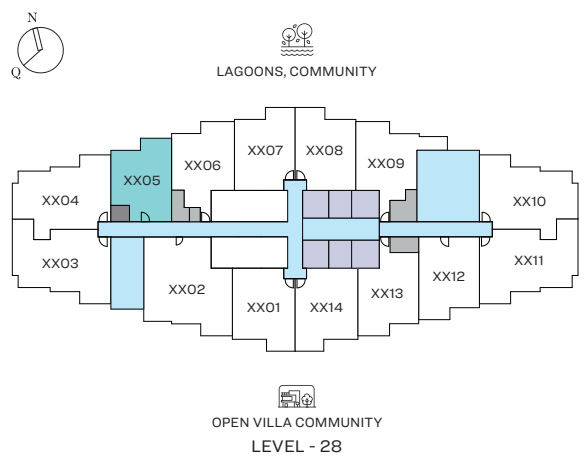 N
Q
LAGOONS, COMMUNITY
XX07
XX08
XX06
XX09
XX05
XX04
XX10
XX03
XX11
XX02
XX12
XX01
XX14
XX13
OPEN VILLA COMMUNITY
LEVEL - 28